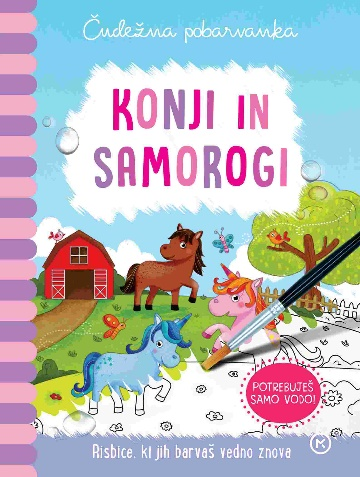 Čudežna pobarvanka
KONJI IN
SAMOROGI
POTREBUJEŠ
SAMO VODO!
M
Risbice, ki jih barvaš vedno znova